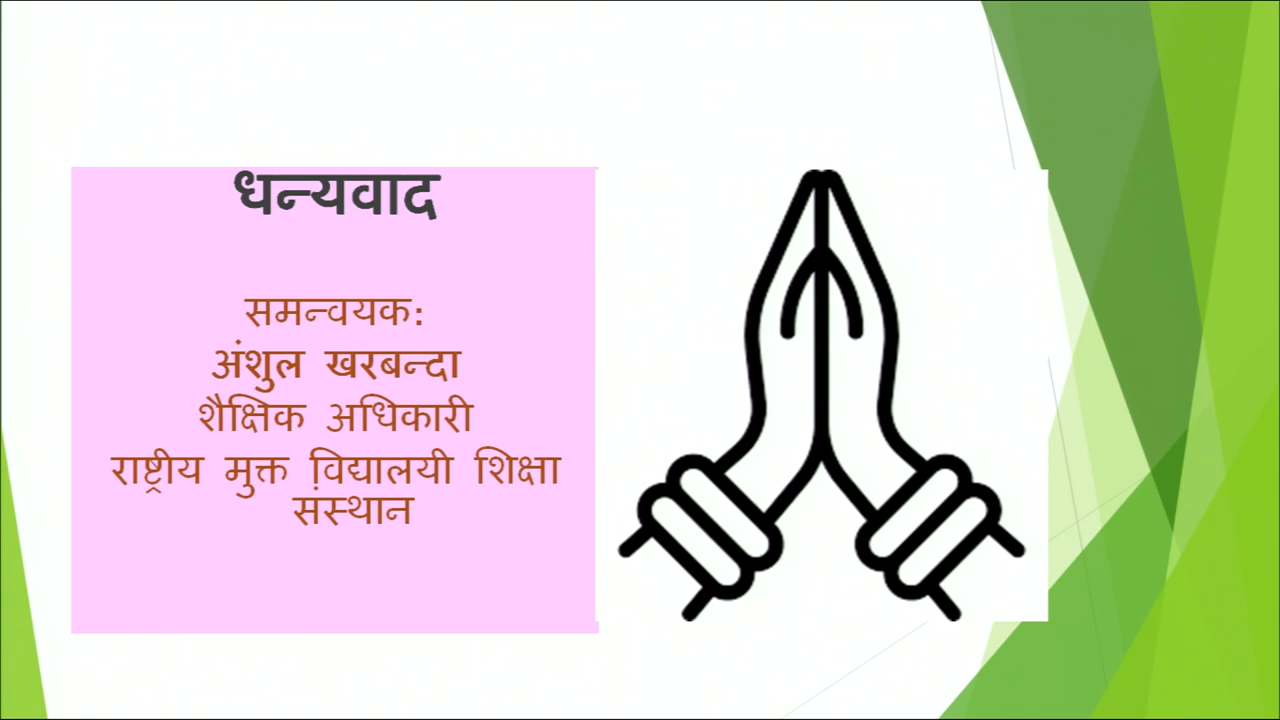 धन्यवाद
समन्वयक:
अंशुल खरबन्दा
शैक्षिक अधिकारी
राष्ट्रीय मुक्त विद्यालयी शिक्षा
संस्थान